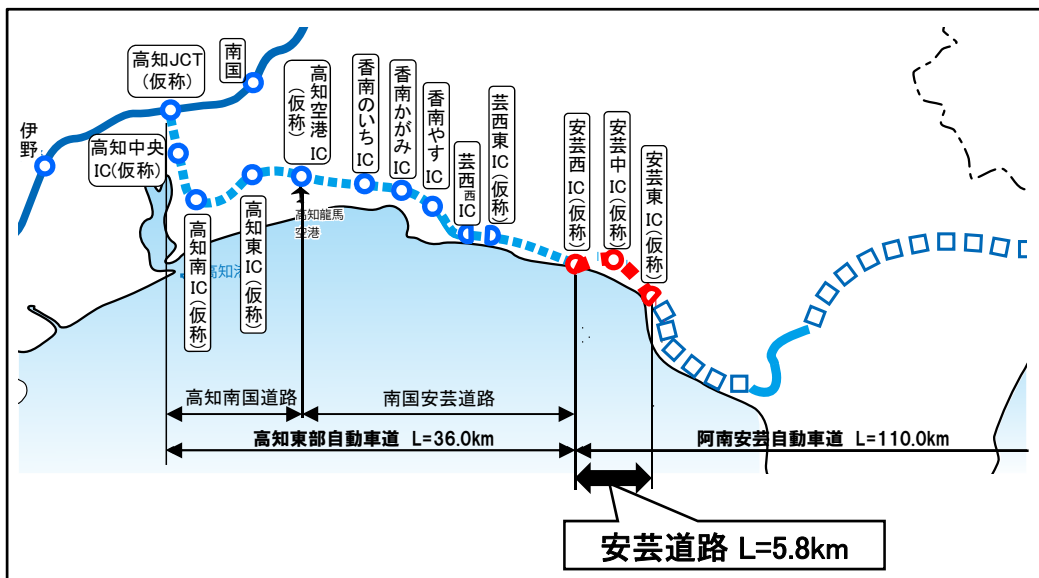 高知JCT
(仮称)
南国
伊野
高知中央
IC(仮称)
高知南IC(仮称)
高知東IC(仮称)
高知空港IC
(仮称)
香南のいちIC
香南かがみIC
香南やすIC
芸西西IC
芸西東IC(仮称)
安芸西IC(仮称)
安芸中IC(仮称)
安芸東IC(仮称)
高知龍馬
空港
高知南国道路
南国安芸道路
高知東部自動車道 L=36.0km
阿南安芸自動車道 L=110.0km
安芸道路 L=5.8km